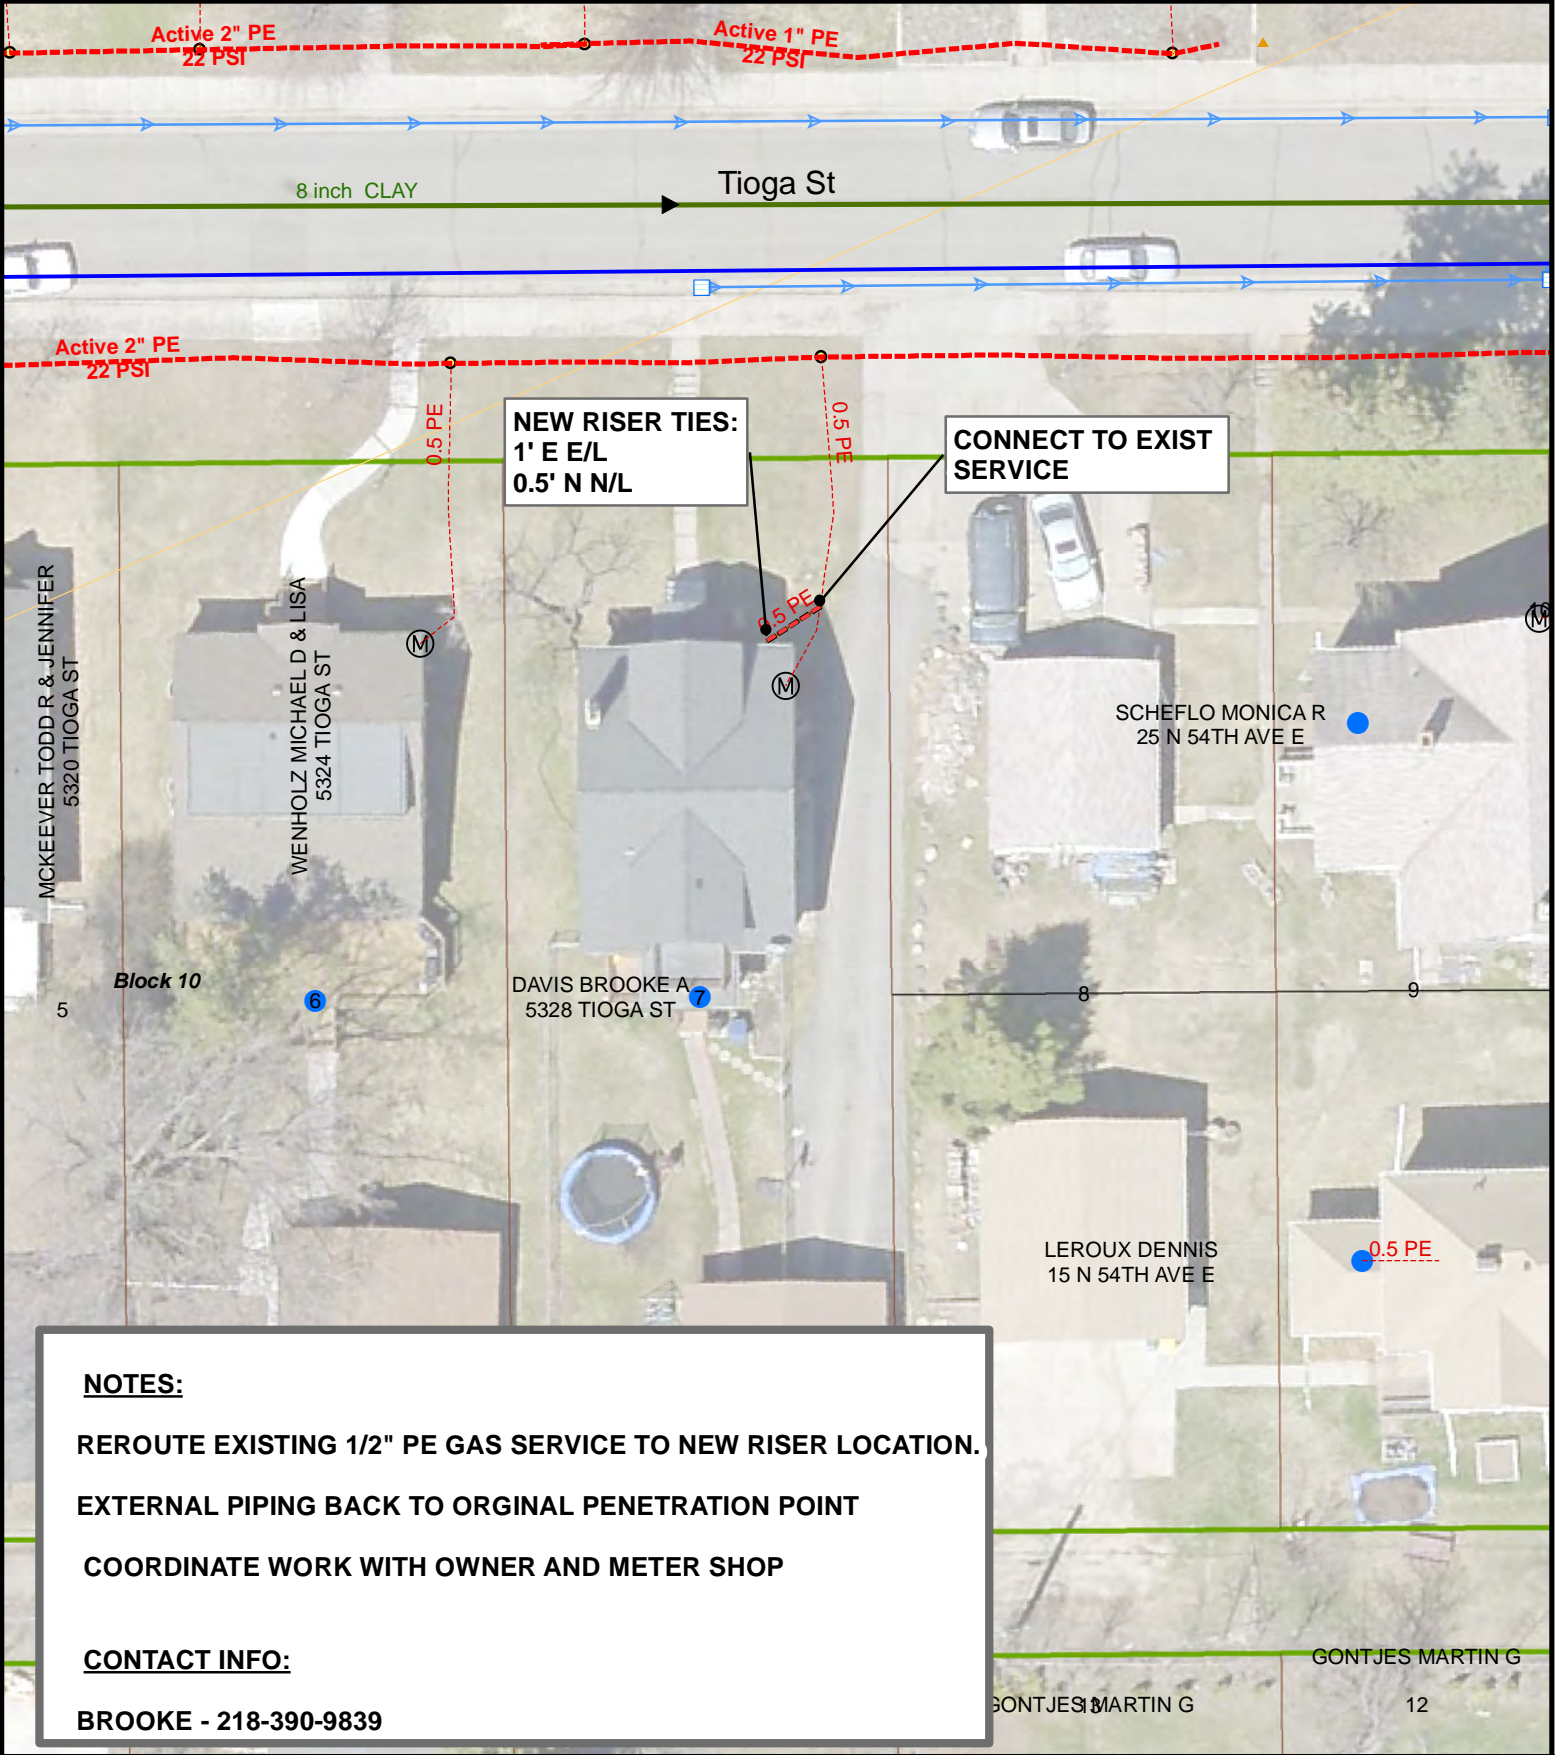 Active 2" PE
22 PSI
Active 1" PE
22 PSI
8 inch  CLAY
Tioga St
Active 2" PE
22 PSI
0.5 PE
NEW RISER TIES:
1' E E/L
0.5' N N/L
0.5 PE
CONNECT TO EXIST
SERVICE
0.5 PE
MCKEEVER TODD R & JENNIFER
5320 TIOGA ST
WENHOLZ MICHAEL D & LISA
5324 TIOGA ST
M
M
10
M
SCHEFLO MONICA R
25 N 54TH AVE E
Block 10
5
6
DAVIS BROOKE A
5328 TIOGA ST
7
8
9
LEROUX DENNIS
15 N 54TH AVE E
0.5 PE
NOTES:
REROUTE EXISTING 1/2" PE GAS SERVICE TO NEW RISER LOCATION.
EXTERNAL PIPING BACK TO ORGINAL PENETRATION POINT
COORDINATE WORK WITH OWNER AND METER SHOP
CONTACT INFO:
BROOKE - 218-390-9839
GONTJES MARTIN G
GONTJES MARTIN G
13
12